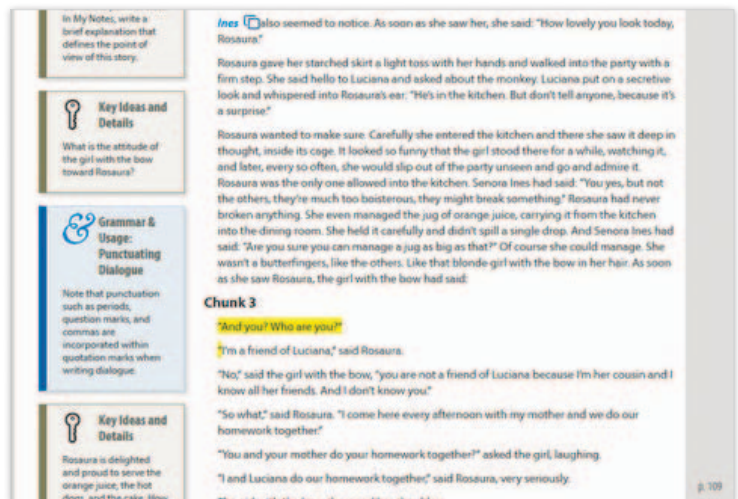 In My Notes, write a
brief explanation that
defines the point of
view of this story.
Key Ideas and
Details
What is the attitude of
the girl with the bow
toward Rosaura?
Grammar &
Usage:
Punctuating
Dialogue
Note that punctuation
such as periods,
question marks, and
commas are
incorporated within
quotation marks when
writing dialogue.
Key Ideas and
Details
Rosaura is delighted
and proud to serve the
orange juice, the hot
dogs, and the cake. How
Ines also seemed to notice. As soon as she saw her, she said: "How lovely you look today,
Rosaura."
Rosaura gave her starched skirt a light toss with her hands and walked into the party with a
firm step. She said hello to Luciana and asked about the monkey. Luciana put on a secretive
look and whispered into Rosaura's ear: "He's in the kitchen. But don't tell anyone, because it's
a surprise."
Rosaura wanted to make sure. Carefully she entered the kitchen and there she saw it deep in
thought, inside its cage. It looked so funny that the girl stood there for a while, watching it,
and later, every so often, she would slip out of the party unseen and go and admire it.
Rosaura was the only one allowed into the kitchen. Senora Ines had said: "You yes, but not
the others, they're much too boisterous, they might break something." Rosaura had never
broken anything. She even managed the jug of orange juice, carrying it from the kitchen
into the dining room. She held it carefully and didn't spill a single drop. And Senora Ines had
said: "Are you sure you can manage a jug as big as that?" Of course she could manage. She
wasn't a butterfingers, like the others. Like that blonde girl with the bow in her hair. As soon
as she saw Rosaura, the girl with the bow had said:
Chunk 3
"And you? Who are you?"
"I'm a friend of Luciana," said Rosaura.
"No," said the girl with the bow, "you are not a friend of Luciana because I'm her cousin and I
know all her friends. And I don't know you."
"So what," said Rosaura. "I come here every afternoon with my mother and we do our
homework together."
"You and your mother do your homework together?" asked the girl, laughing.
"I and Luciana do our homework together," said Rosaura, very seriously.
p. 109